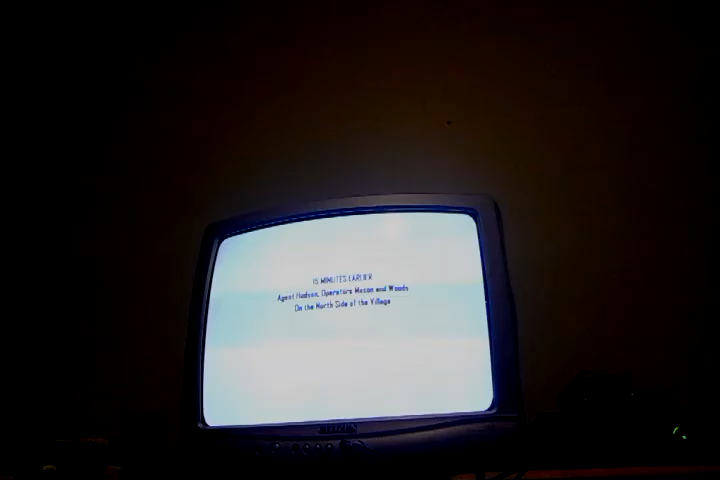 15 MINUTES EARLIER
Agent Hudson, Operators Mason and Woods
On the North Side of the Village